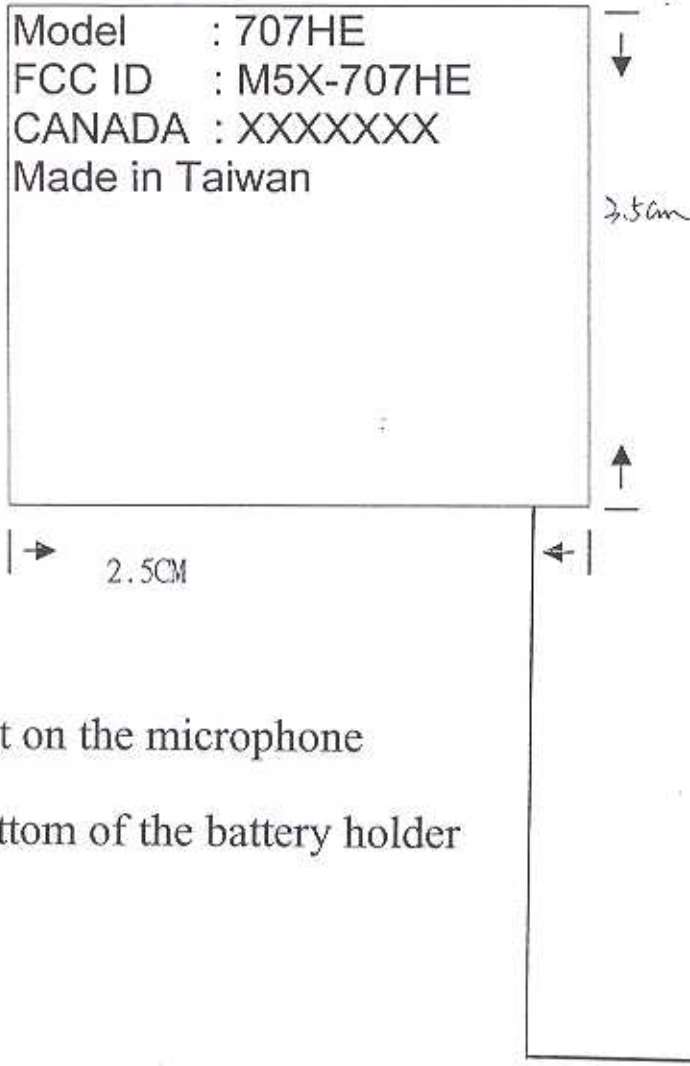 Model : 707HE
FCC ID : M5X-707HE
CANADA : XXXXXXX
Made in Taiwan
3.5cm
2.5CM
t on the microphone
ttom of the battery holder